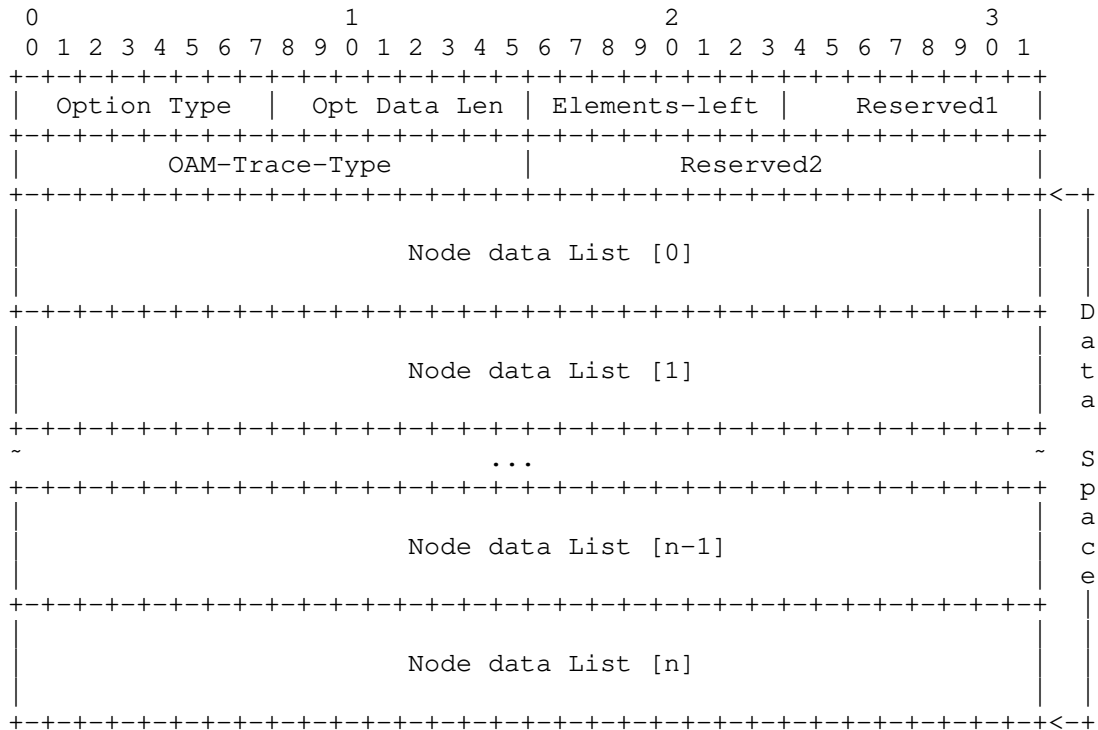 0                   1                   2                   3
 0 1 2 3 4 5 6 7 8 9 0 1 2 3 4 5 6 7 8 9 0 1 2 3 4 5 6 7 8 9 0 1
+-+-+-+-+-+-+-+-+-+-+-+-+-+-+-+-+-+-+-+-+-+-+-+-+-+-+-+-+-+-+-+-+
|  Option Type  |  Opt Data Len | Elements-left |    Reserved1  |
+-+-+-+-+-+-+-+-+-+-+-+-+-+-+-+-+-+-+-+-+-+-+-+-+-+-+-+-+-+-+-+-+
|         OAM-Trace-Type        |         Reserved2             |
+-+-+-+-+-+-+-+-+-+-+-+-+-+-+-+-+-+-+-+-+-+-+-+-+-+-+-+-+-+-+-+-+<-+
|                                                               |  |
|                        Node data List [0]                     |  |
|                                                               |  |
+-+-+-+-+-+-+-+-+-+-+-+-+-+-+-+-+-+-+-+-+-+-+-+-+-+-+-+-+-+-+-+-+  D
|                                                               |  a
|                        Node data List [1]                     |  t
|                                                               |  a
+-+-+-+-+-+-+-+-+-+-+-+-+-+-+-+-+-+-+-+-+-+-+-+-+-+-+-+-+-+-+-+-+
~                             ...                               ~  S
+-+-+-+-+-+-+-+-+-+-+-+-+-+-+-+-+-+-+-+-+-+-+-+-+-+-+-+-+-+-+-+-+  p
|                                                               |  a
|                        Node data List [n-1]                   |  c
|                                                               |  e
+-+-+-+-+-+-+-+-+-+-+-+-+-+-+-+-+-+-+-+-+-+-+-+-+-+-+-+-+-+-+-+-+  |
|                                                               |  |
|                        Node data List [n]                     |  |
|                                                               |  |
+-+-+-+-+-+-+-+-+-+-+-+-+-+-+-+-+-+-+-+-+-+-+-+-+-+-+-+-+-+-+-+-+<-+